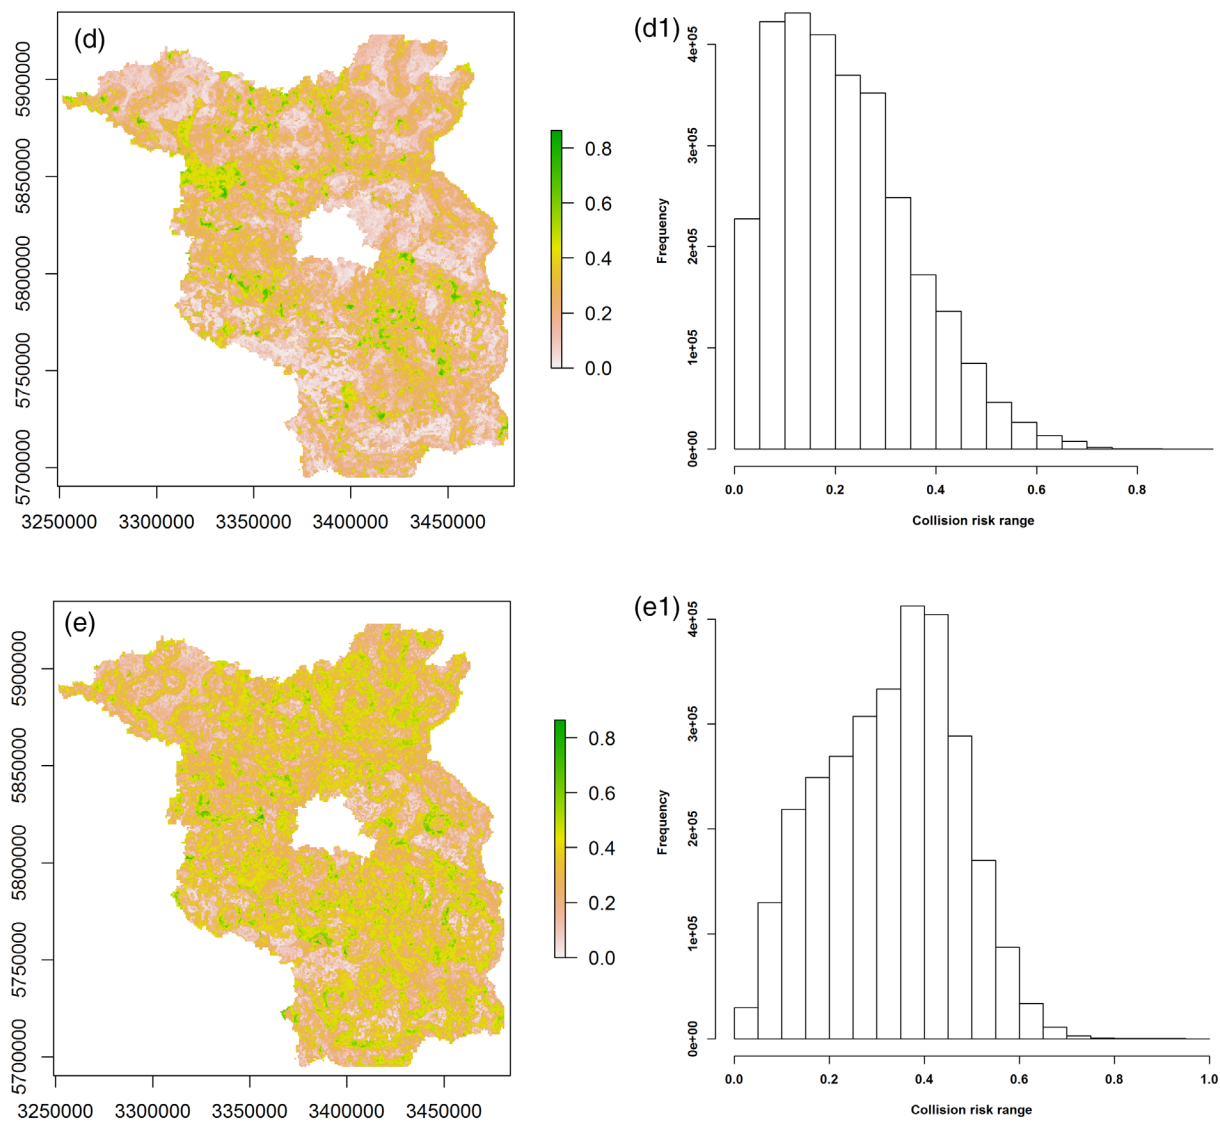 (d)
5900000
5850000
5800000
5750000
5700000
3250000 3300000 3350000 3400000 3450000
0.8
0.6
0.4
0.2
0.0
(d1)
4e+05
3e+05
2e+05
1e+05
0e+00
Frequency
0.0 0.2 0.4 0.6 0.8
Collision risk range
(e)
5900000
5850000
5800000
5750000
5700000
3250000 3300000 3350000 3400000 3450000
0.8
0.6
0.4
0.2
0.0
(e1)
4e+05
3e+05
2e+05
1e+05
0e+00
Frequency
0.0 0.2 0.4 0.6 0.8 1.0
Collision risk range